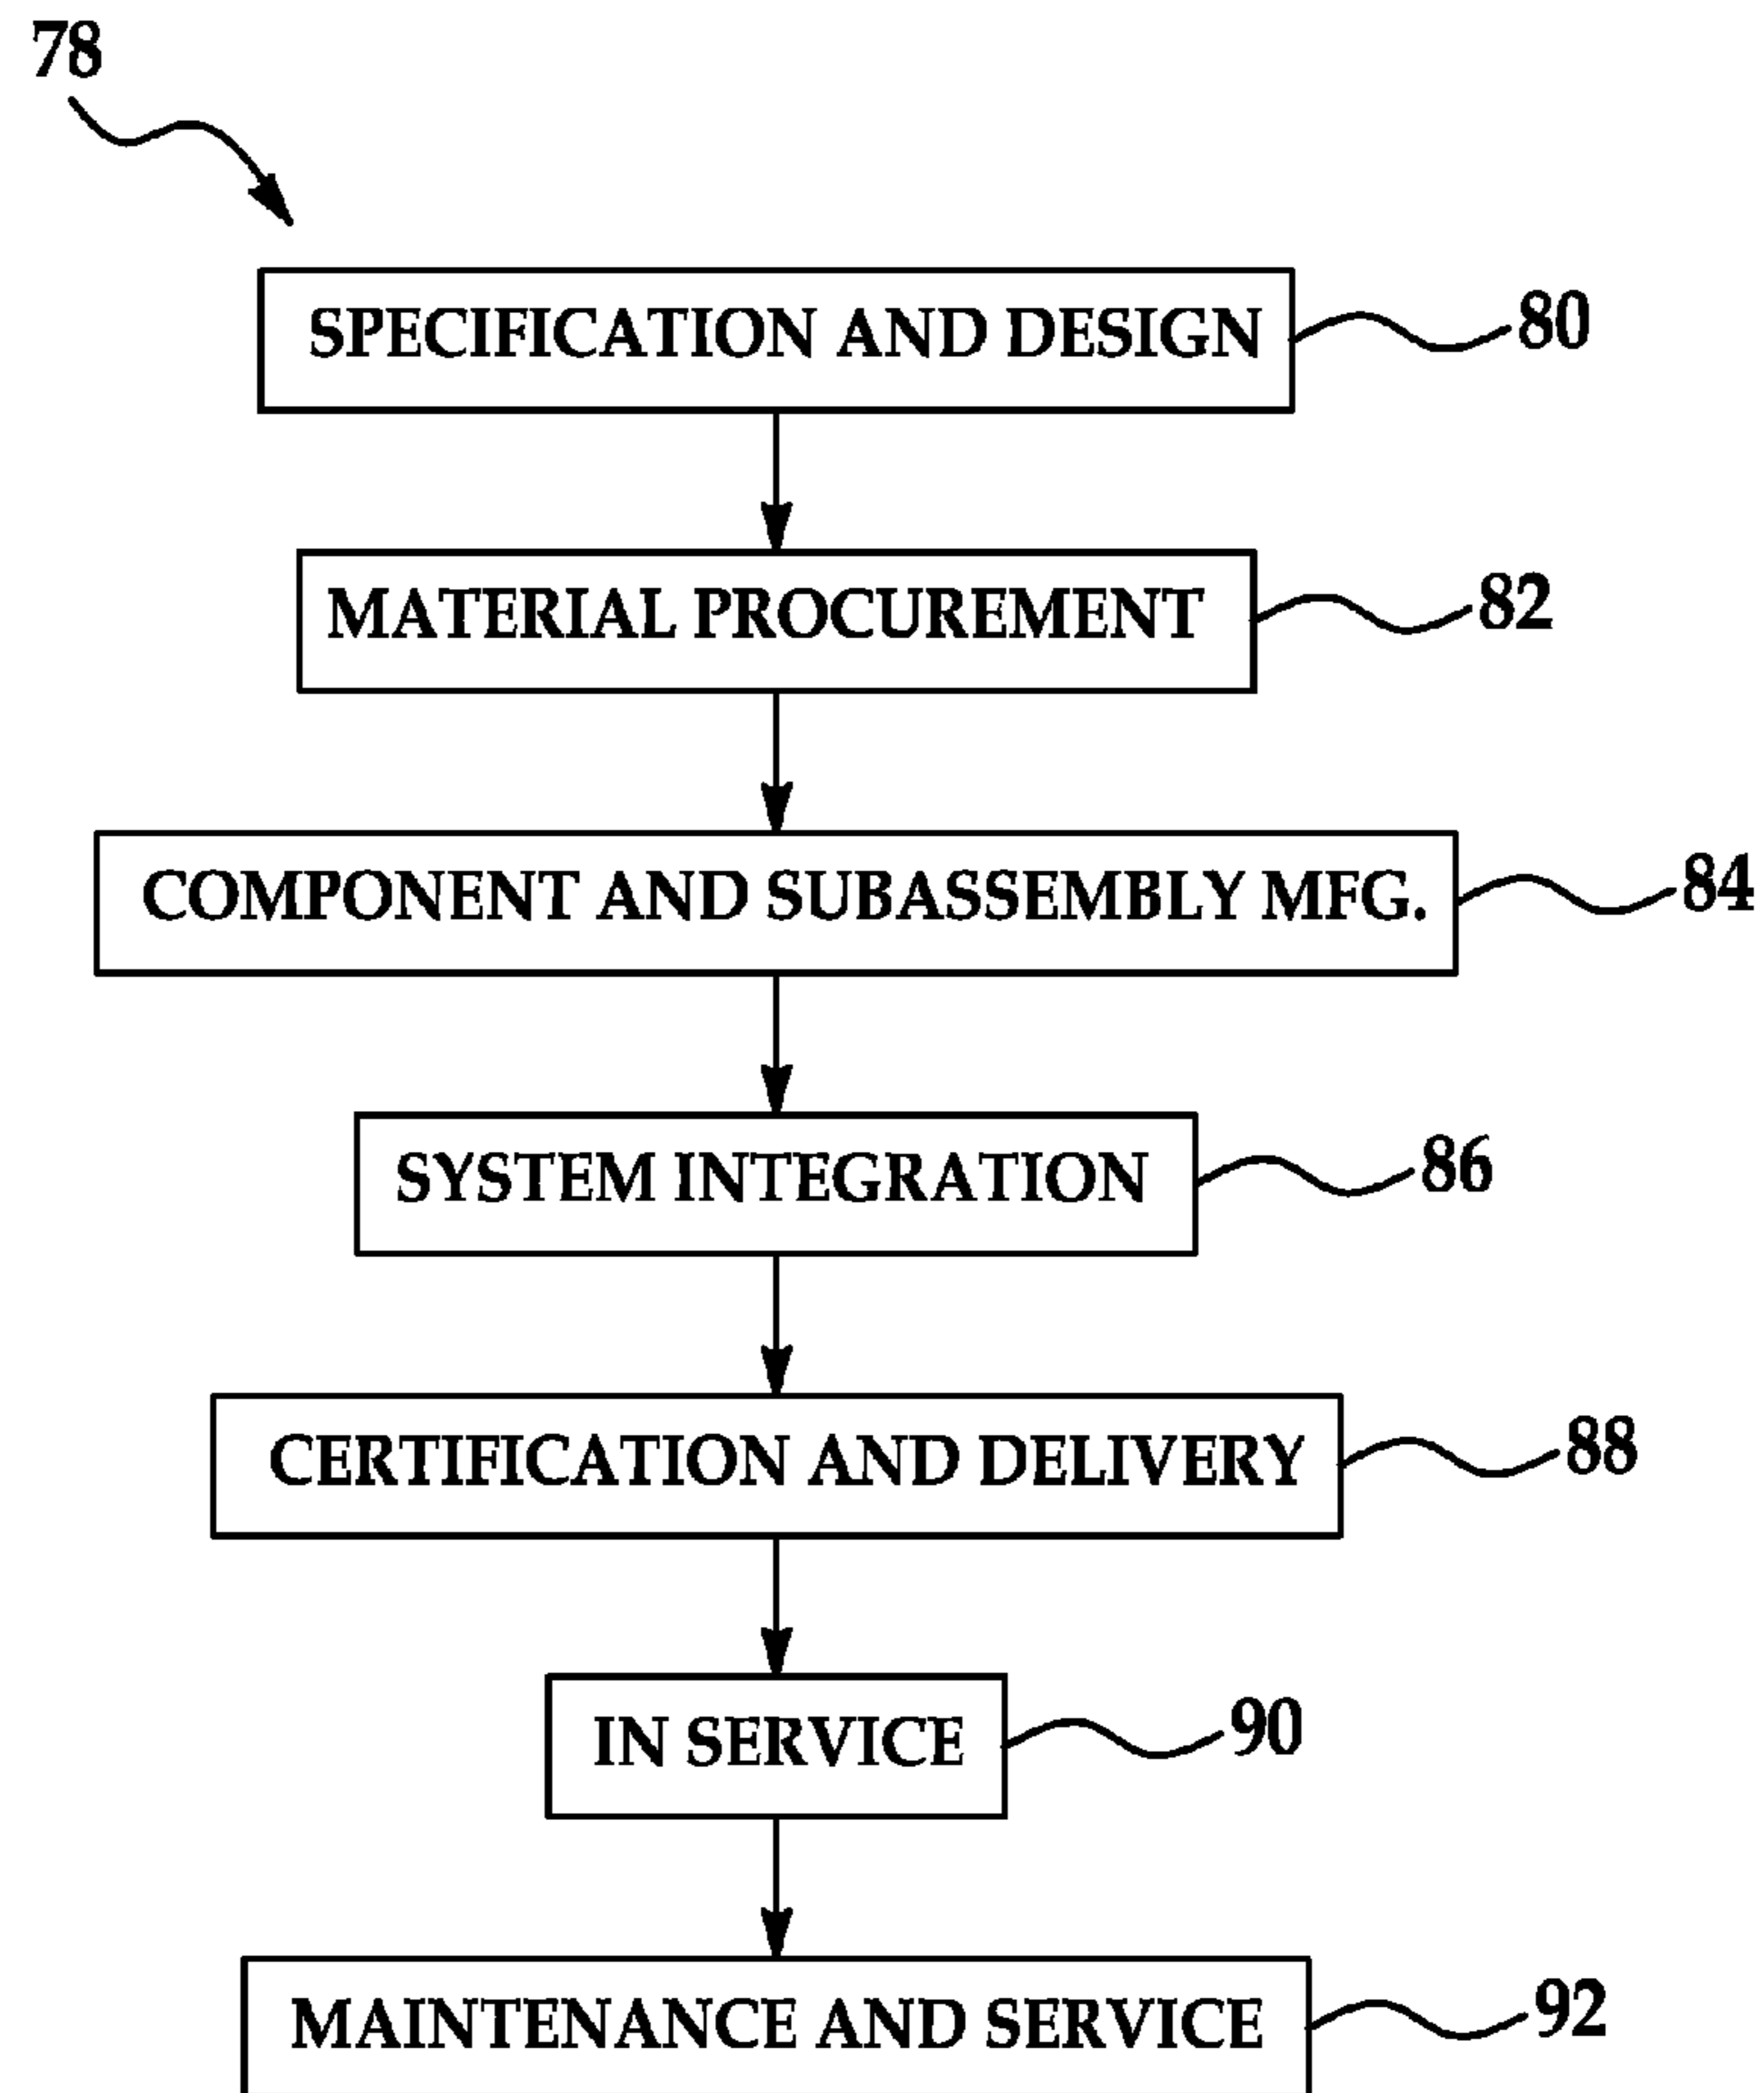 78
SPECIFICATION AND DESIGN 80
MATERIAL PROCUREMENT 82
COMPONENT AND SUBASSEMBLY MFG. 84
SYSTEM INTEGRATION 86
CERTIFICATION AND DELIVERY 88
IN SERVICE 90
MAINTENANCE AND SERVICE 92